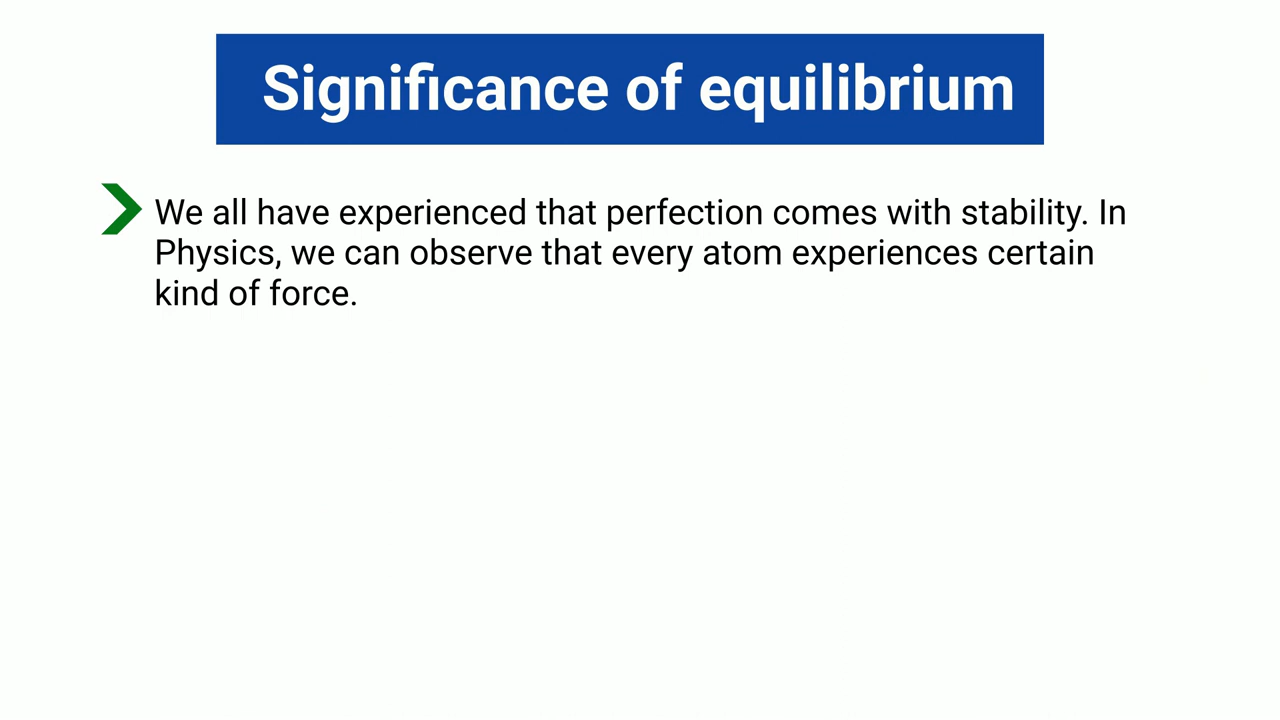 Significance of equilibrium
We all have experienced that perfection comes with stability. In
Physics, we can observe that every atom experiences certain
kind of force.